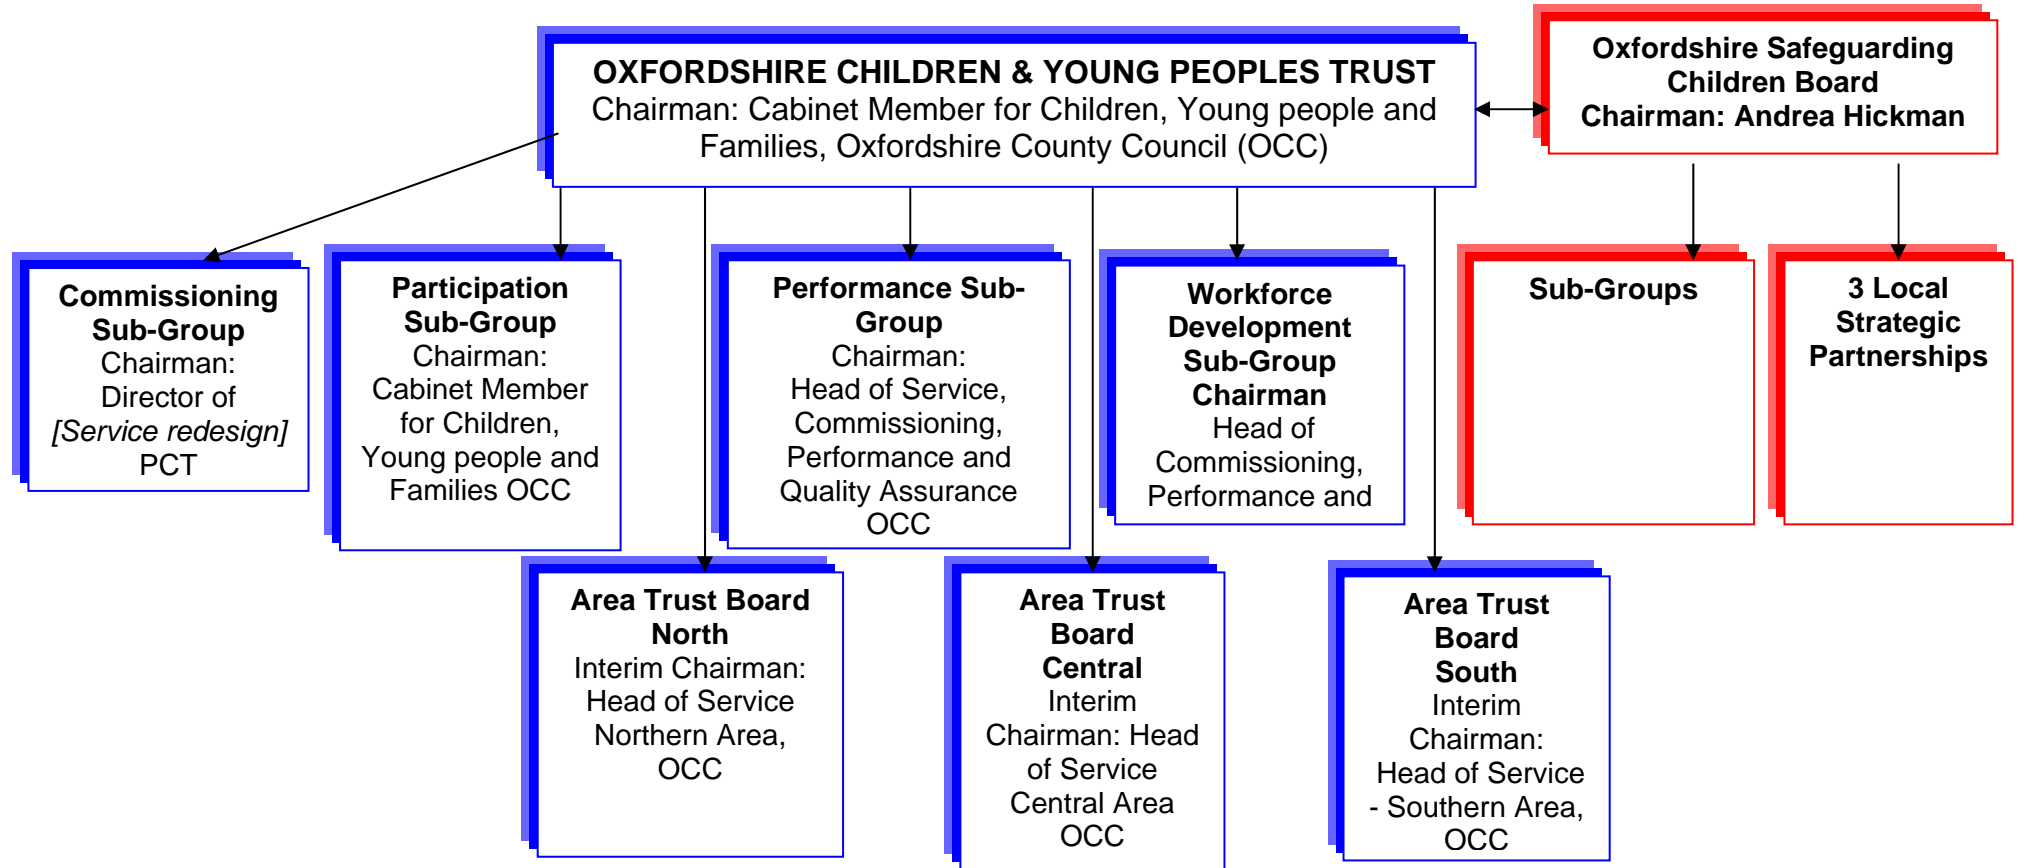 OXFORDSHIRE CHILDREN & YOUNG PEOPLES TRUST
Chairman: Cabinet Member for Children, Young people and
Families, Oxfordshire County Council (OCC)
Oxfordshire Safeguarding
Children Board
Chairman: Andrea Hickman
Commissioning
Sub-Group
Chairman:
Director of
[Service redesign]
PCT
Participation
Sub-Group
Chairman:
Cabinet Member
for Children,
Young people and
Families OCC
Performance Sub-
Group
Chairman:
Head of Service,
Commissioning,
Performance and
Quality Assurance
OCC
Workforce
Development
Sub-Group
Chairman
Head of
Commissioning,
Performance and
Sub-Groups
3 Local
Strategic
Partnerships
Area Trust Board
North
Interim Chairman:
Head of Service
Northern Area,
OCC
Area Trust
Board
Central
Interim
Chairman: Head
of Service
Central Area
OCC
Area Trust
Board
South
Interim
Chairman:
Head of Service
- Southern Area,
OCC